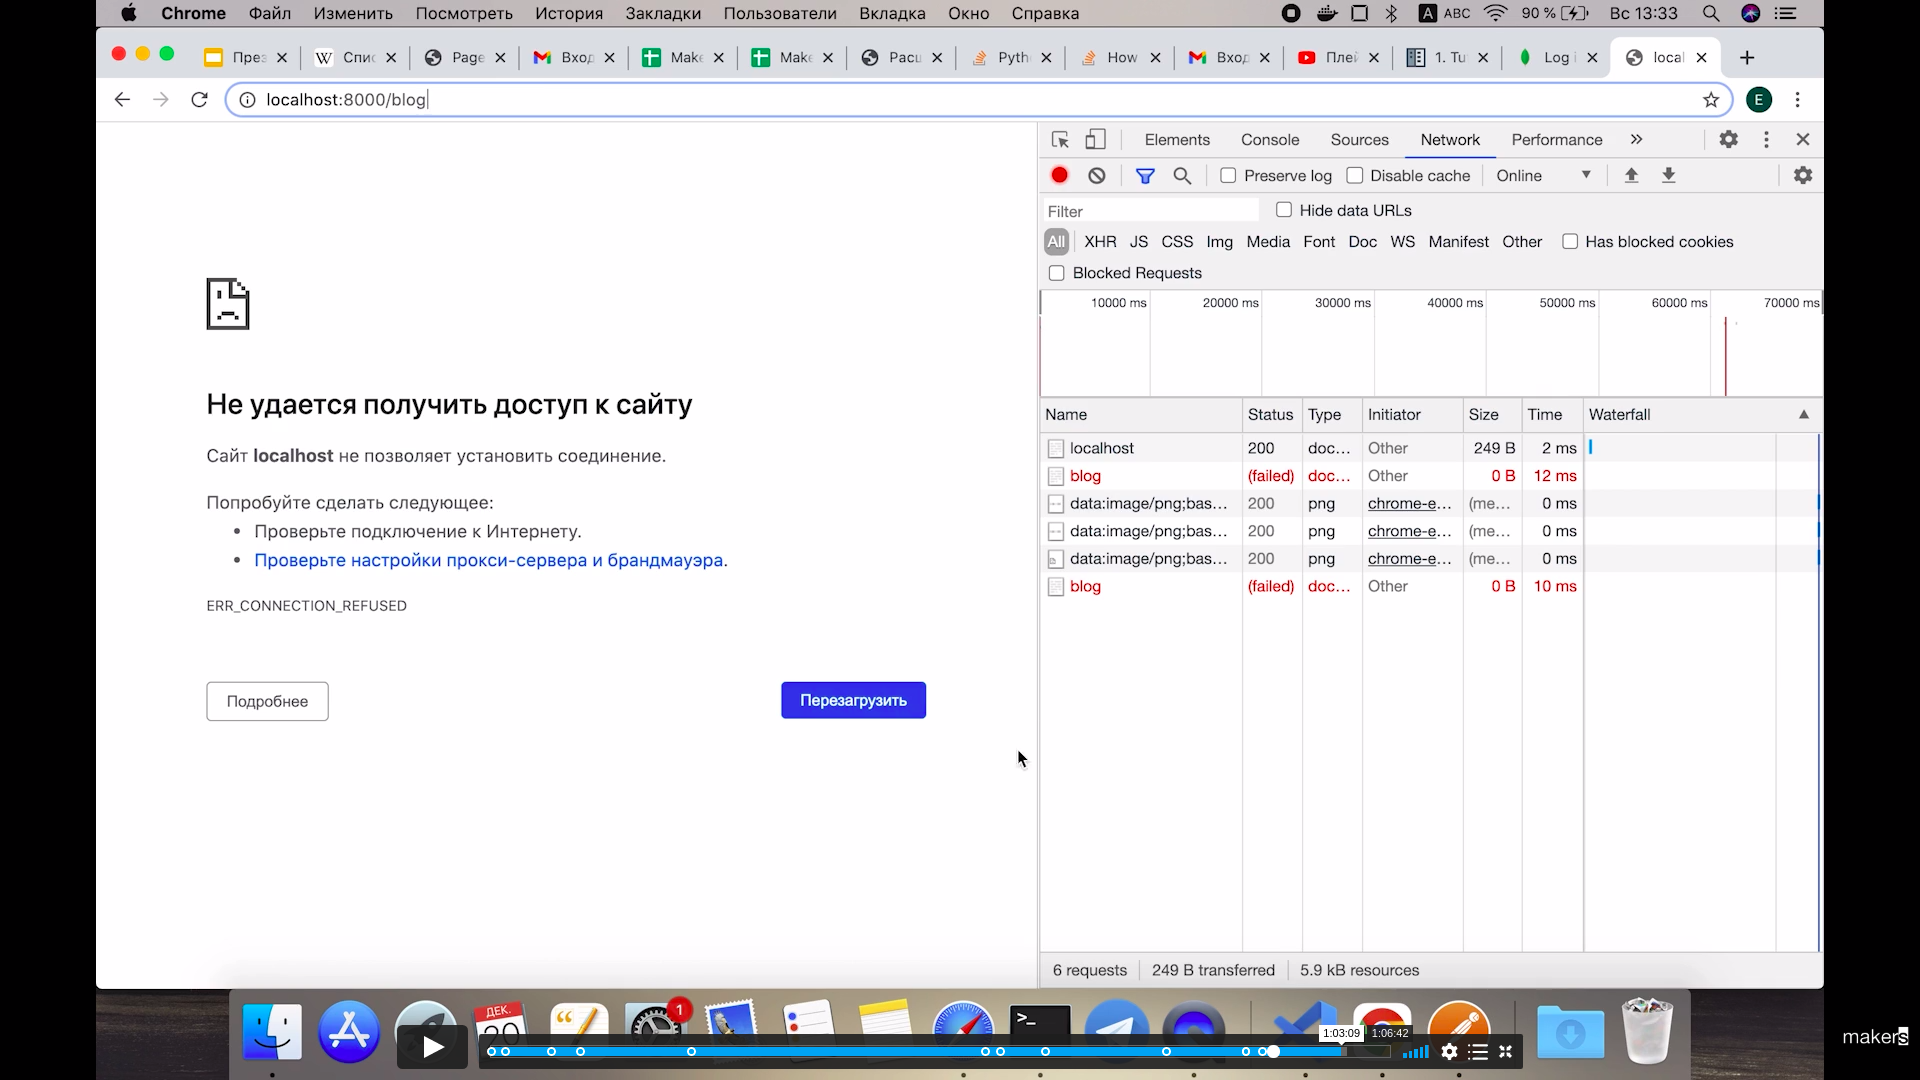 Chrome Файл Изменить Посмотреть История Закладки Пользователи Вкладка Окно Справка A ABC 90 % Вс 13:33
През Спис Page Вход Make Make Расш Pyth How Вход Плей 1. Tu Log i local
localhost:8000/blog E
Elements Console Sources Network Performance
Preserve log Disable cache Online
Filter Hide data URLs
All XHR JS CSS Img Media Font Doc WS Manifest Other Has blocked cookies
Blocked Requests
10000 ms 20000 ms 30000 ms 40000 ms 50000 ms 60000 ms 70000 ms
Name Status Type Initiator Size Time Waterfall
localhost 200 doc... Other 249 B 2 ms
blog (failed) doc... Other 0 B 12 ms
data:image/png;bas... 200 png chrome-e... (me... 0 ms
data:image/png;bas... 200 png chrome-e... (me... 0 ms
data:image/png;bas... 200 png chrome-e... (me... 0 ms
blog (failed) doc... Other 0 B 10 ms
6 requests 249 B transferred 5.9 kB resources
Не удается получить доступ к сайту
Сайт localhost не позволяет установить соединение.
Попробуйте сделать следующее:
• Проверьте подключение к Интернету.
• Проверьте настройки прокси-сервера и брандмауэра.
ERR_CONNECTION_REFUSED
Подробнее Перезагрузить
ДЕК. 1
1:03:09 1:06:42
makers